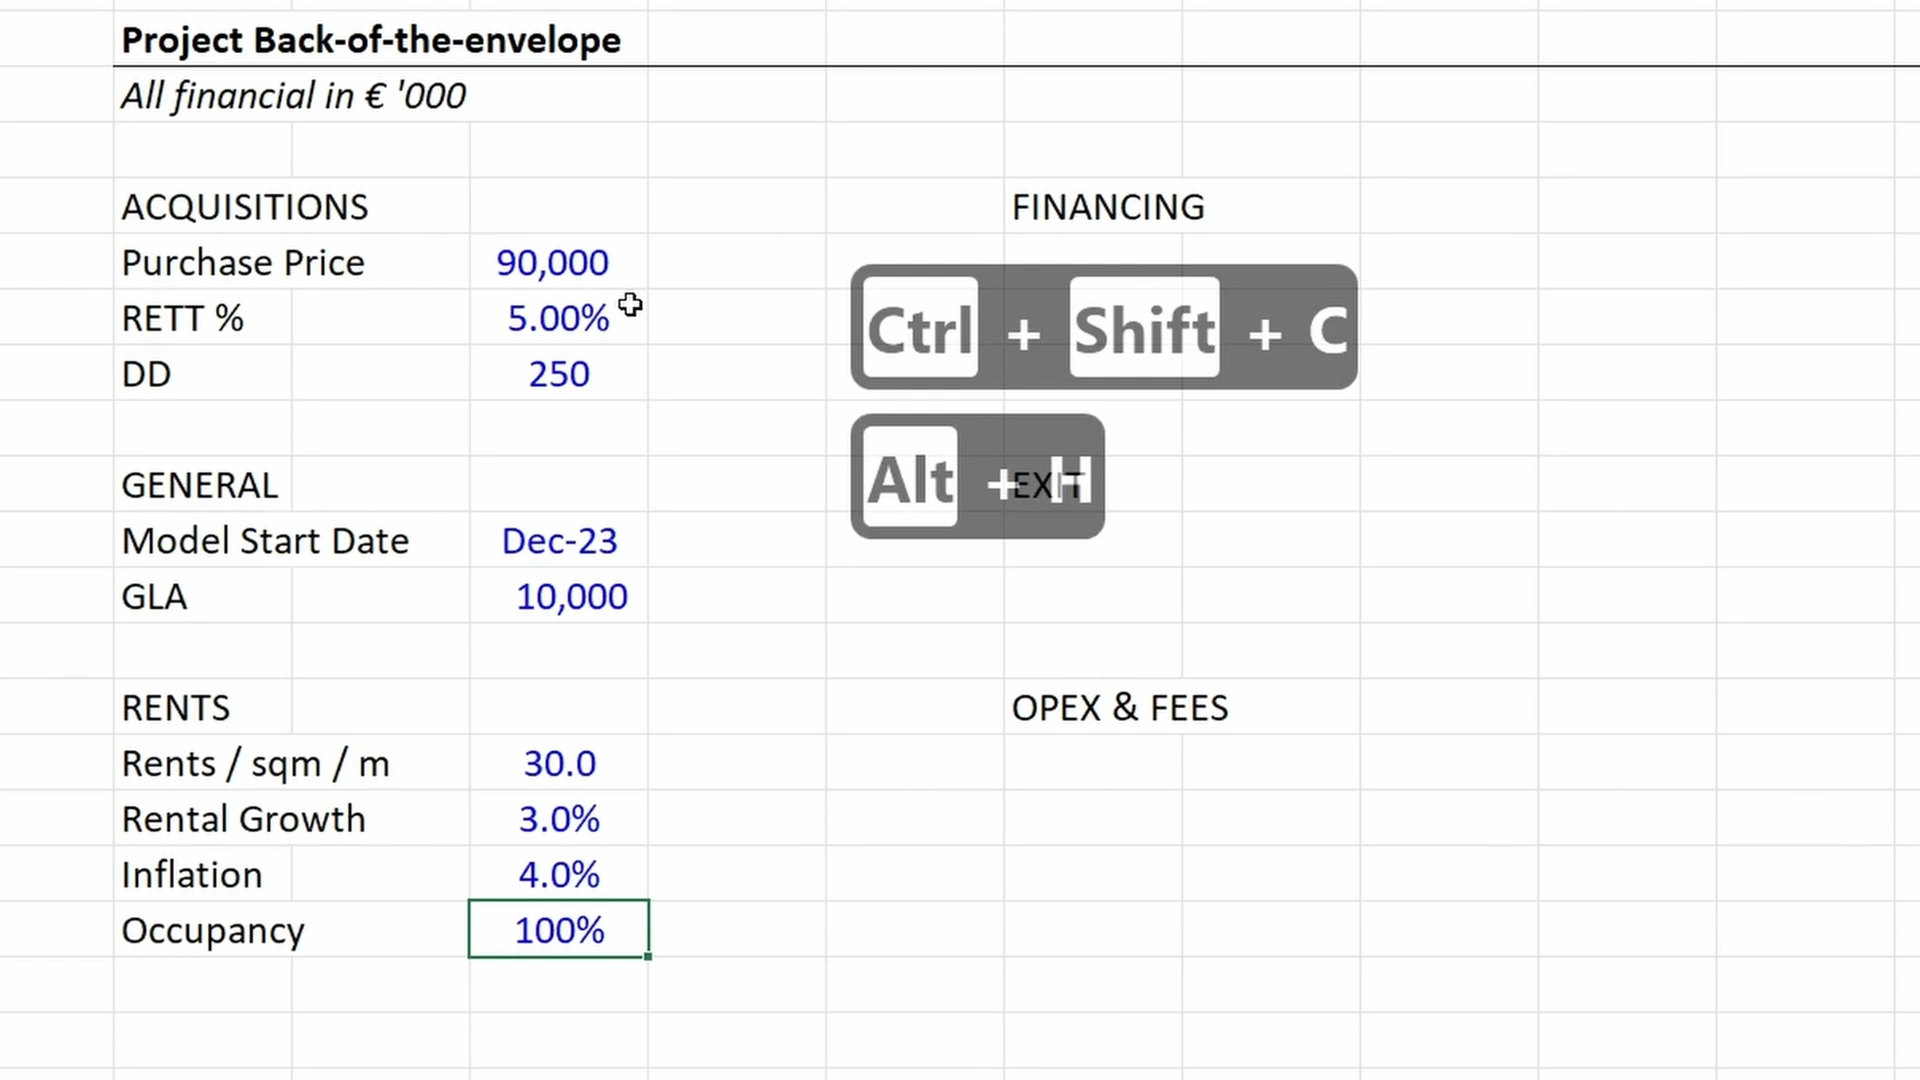 Project Back-of-the-envelope
All financial in € '000
ACQUISITIONS
Purchase Price 90,000
RETT % 5.00%
DD 250
GENERAL
Model Start Date Dec-23
GLA 10,000
RENTS
Rents / sqm / m 30.0
Rental Growth 3.0%
Inflation 4.0%
Occupancy 100%
FINANCING
Ctrl + Shift + C
Alt + H
EXIT
OPEX & FEES